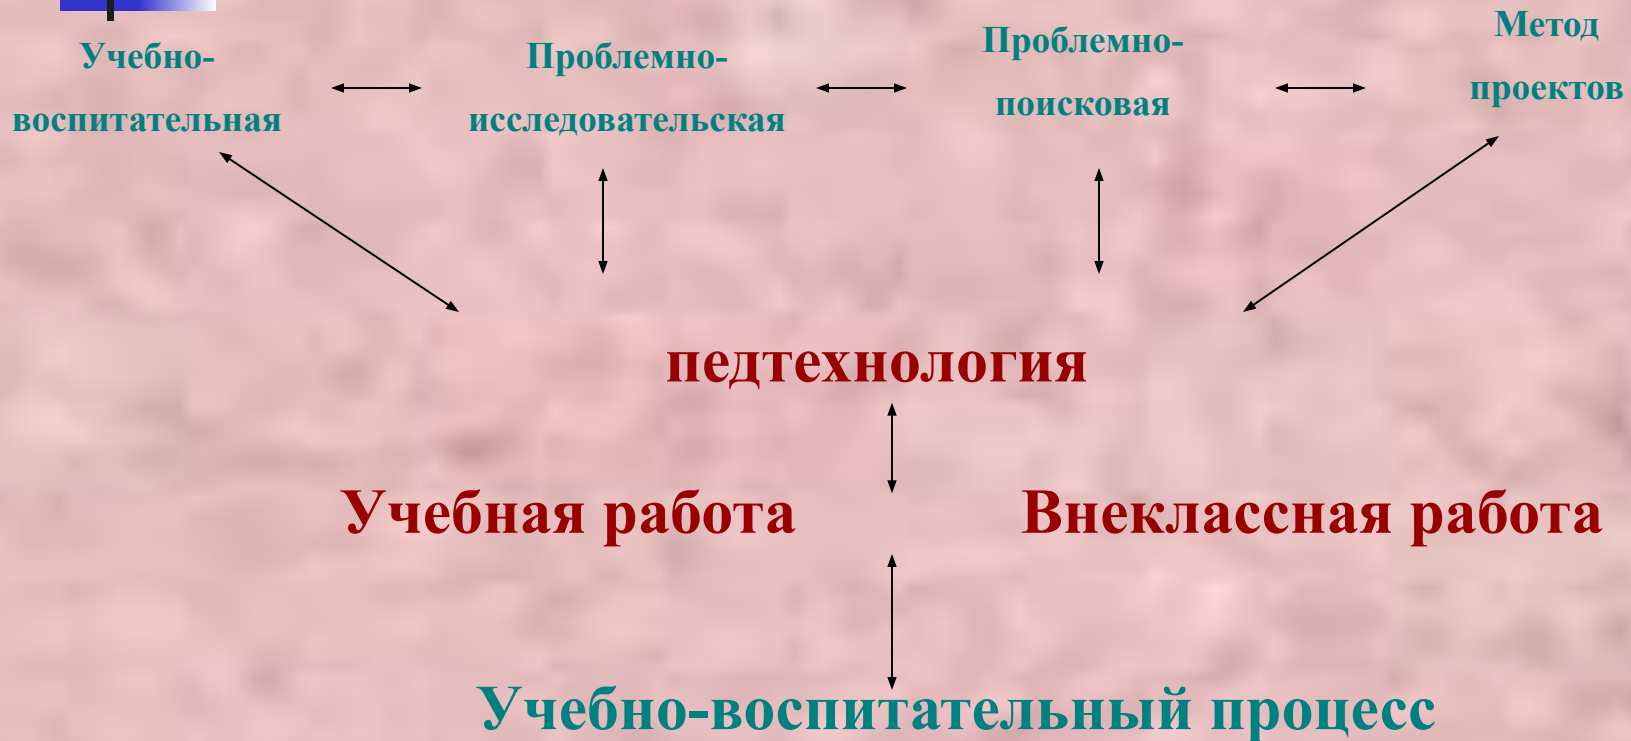 Учебно-
воспитательная
Проблемно-
исследовательская
Проблемно-
поисковая
Метод
проектов
педтехнология
Учебная работа
Внеклассная работа
Учебно-воспитательный процесс